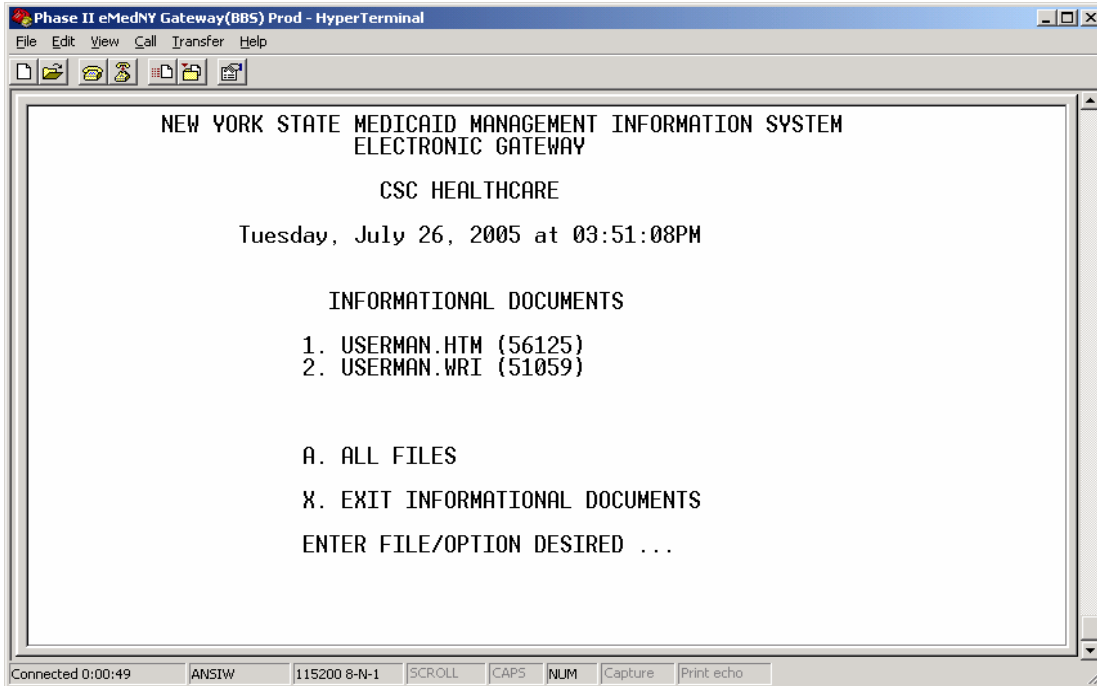 Phase II eMedNY Gateway(BBS) Prod - HyperTerminal
File Edit View Call Transfer Help
NEW YORK STATE MEDICAID MANAGEMENT INFORMATION SYSTEM
ELECTRONIC GATEWAY
CSC HEALTHCARE
Tuesday, July 26, 2005 at 03:51:08PM
INFORMATIONAL DOCUMENTS
1. USERMAN.HTM (56125)
2. USERMAN.WRI (51059)
A. ALL FILES
X. EXIT INFORMATIONAL DOCUMENTS
ENTER FILE/OPTION DESIRED ...
Connected 0:00:49 ANSIW 115200 8-N-1 SCROLL CAPS NUM Capture Print echo